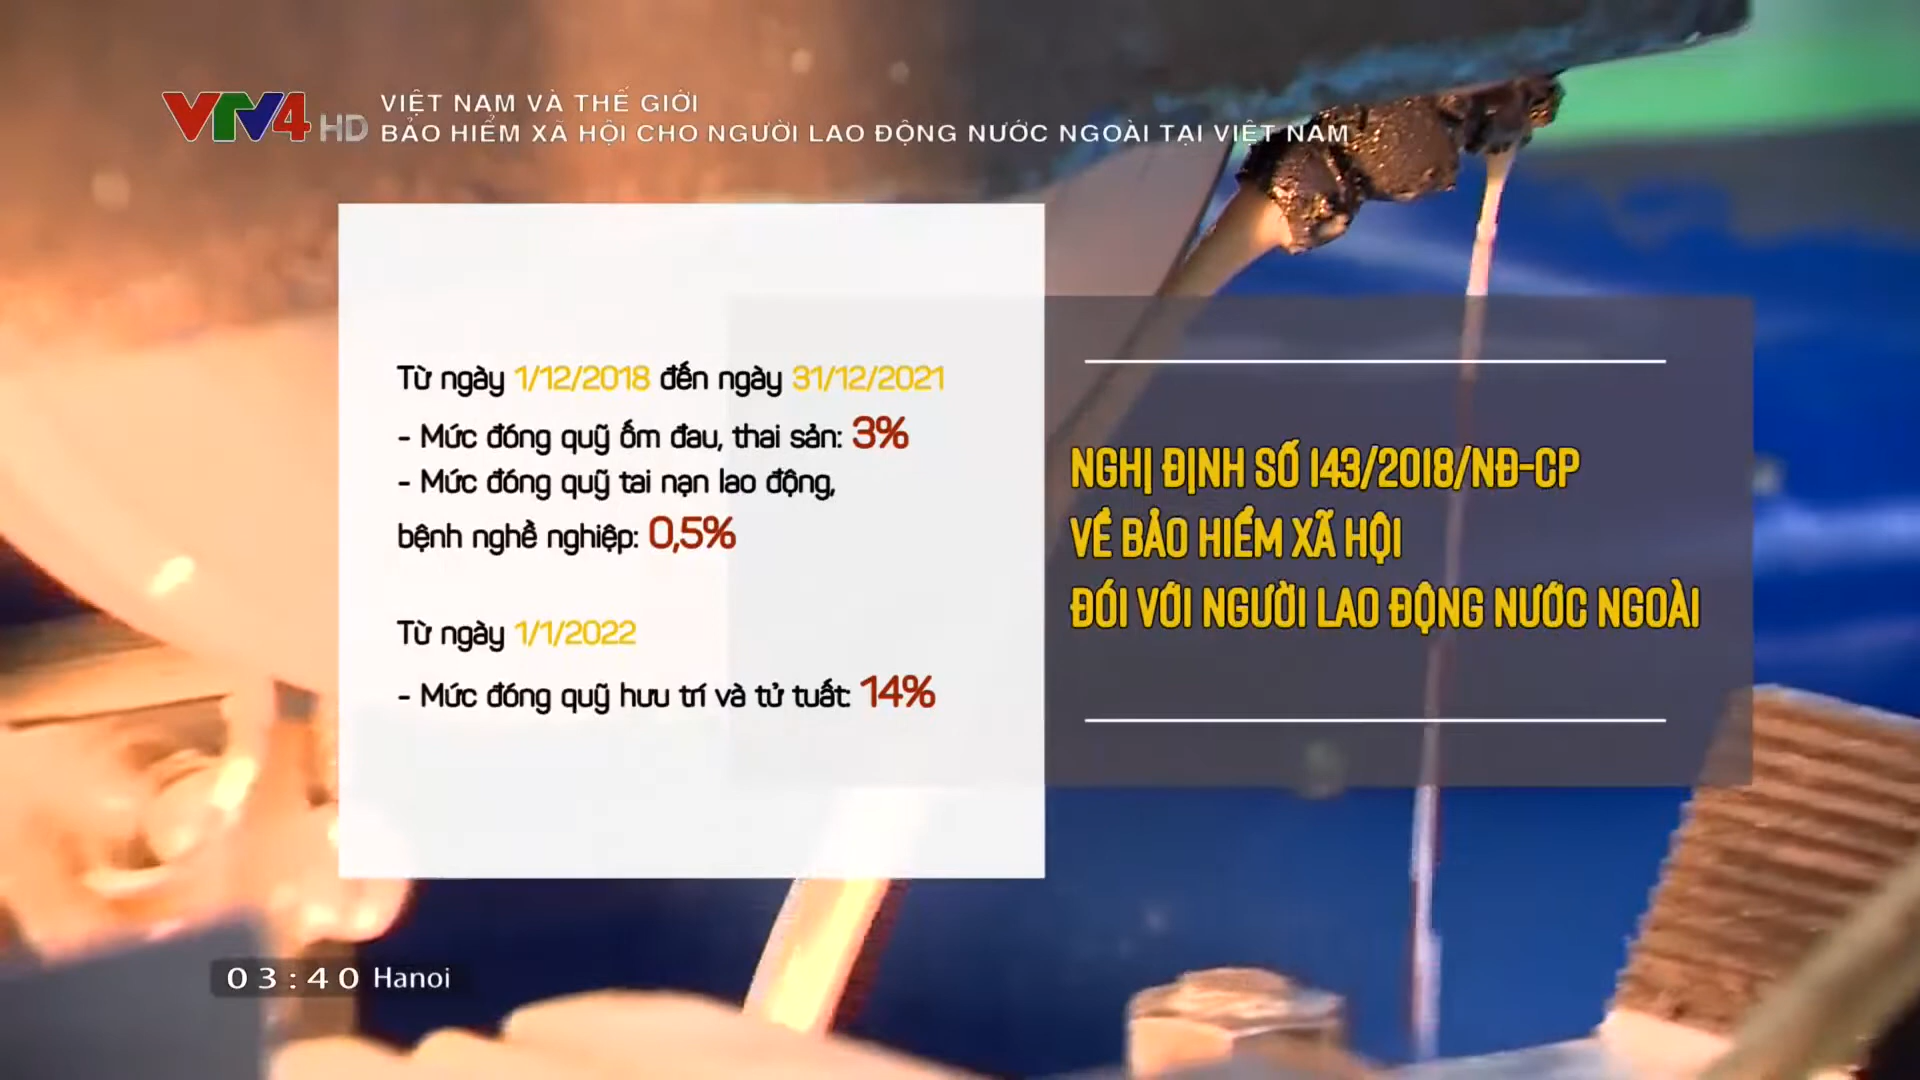 VTV4 HD
VIỆT NAM VÀ THẾ GIỚI
BẢO HIỂM XÃ HỘI CHO NGƯỜI LAO ĐỘNG NƯỚC NGOÀI TẠI VIỆT NAM
Từ ngày 1/12/2018 đến ngày 31/12/2021
- Mức đóng quỹ ốm đau, thai sản: 3%
- Mức đóng quỹ tai nạn lao động,
bệnh nghề nghiệp: 0,5%
Từ ngày 1/1/2022
- Mức đóng quỹ hưu trí và tử tuất: 14%
NGHỊ ĐỊNH SỐ 143/2018/NĐ-CP
VỀ BẢO HIỂM XÃ HỘI
ĐÓI VỚI NGƯỜI LAO ĐỘNG NƯỚC NGOÀI
03:40 Hanoi